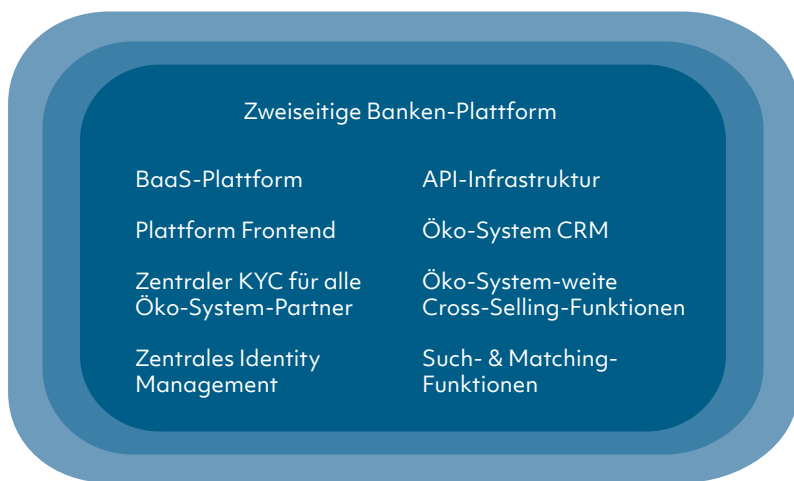 Zweiseitige Banken-Plattform
BaaS-Plattform
Plattform Frontend
Zentraler KYC für alle
Öko-System-Partner
Zentrales Identity
Management
API-Infrastruktur
Öko-System CRM
Öko-System-weite
Cross-Selling-Funktionen
Such- & Matching-
Funktionen